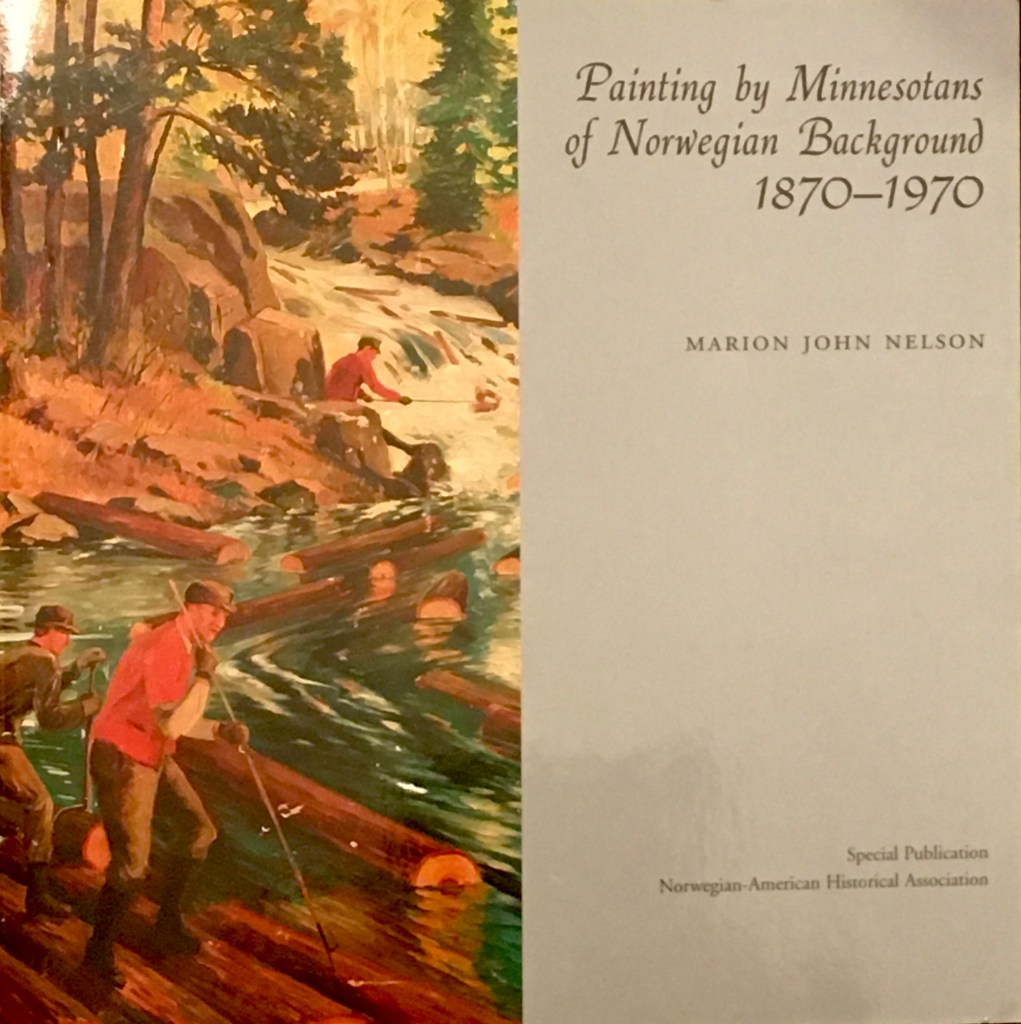 Painting by Minnesotans
of Norwegian Background
1870–1970
MARION JOHN NELSON
Special Publication
Norwegian-American Historical Association